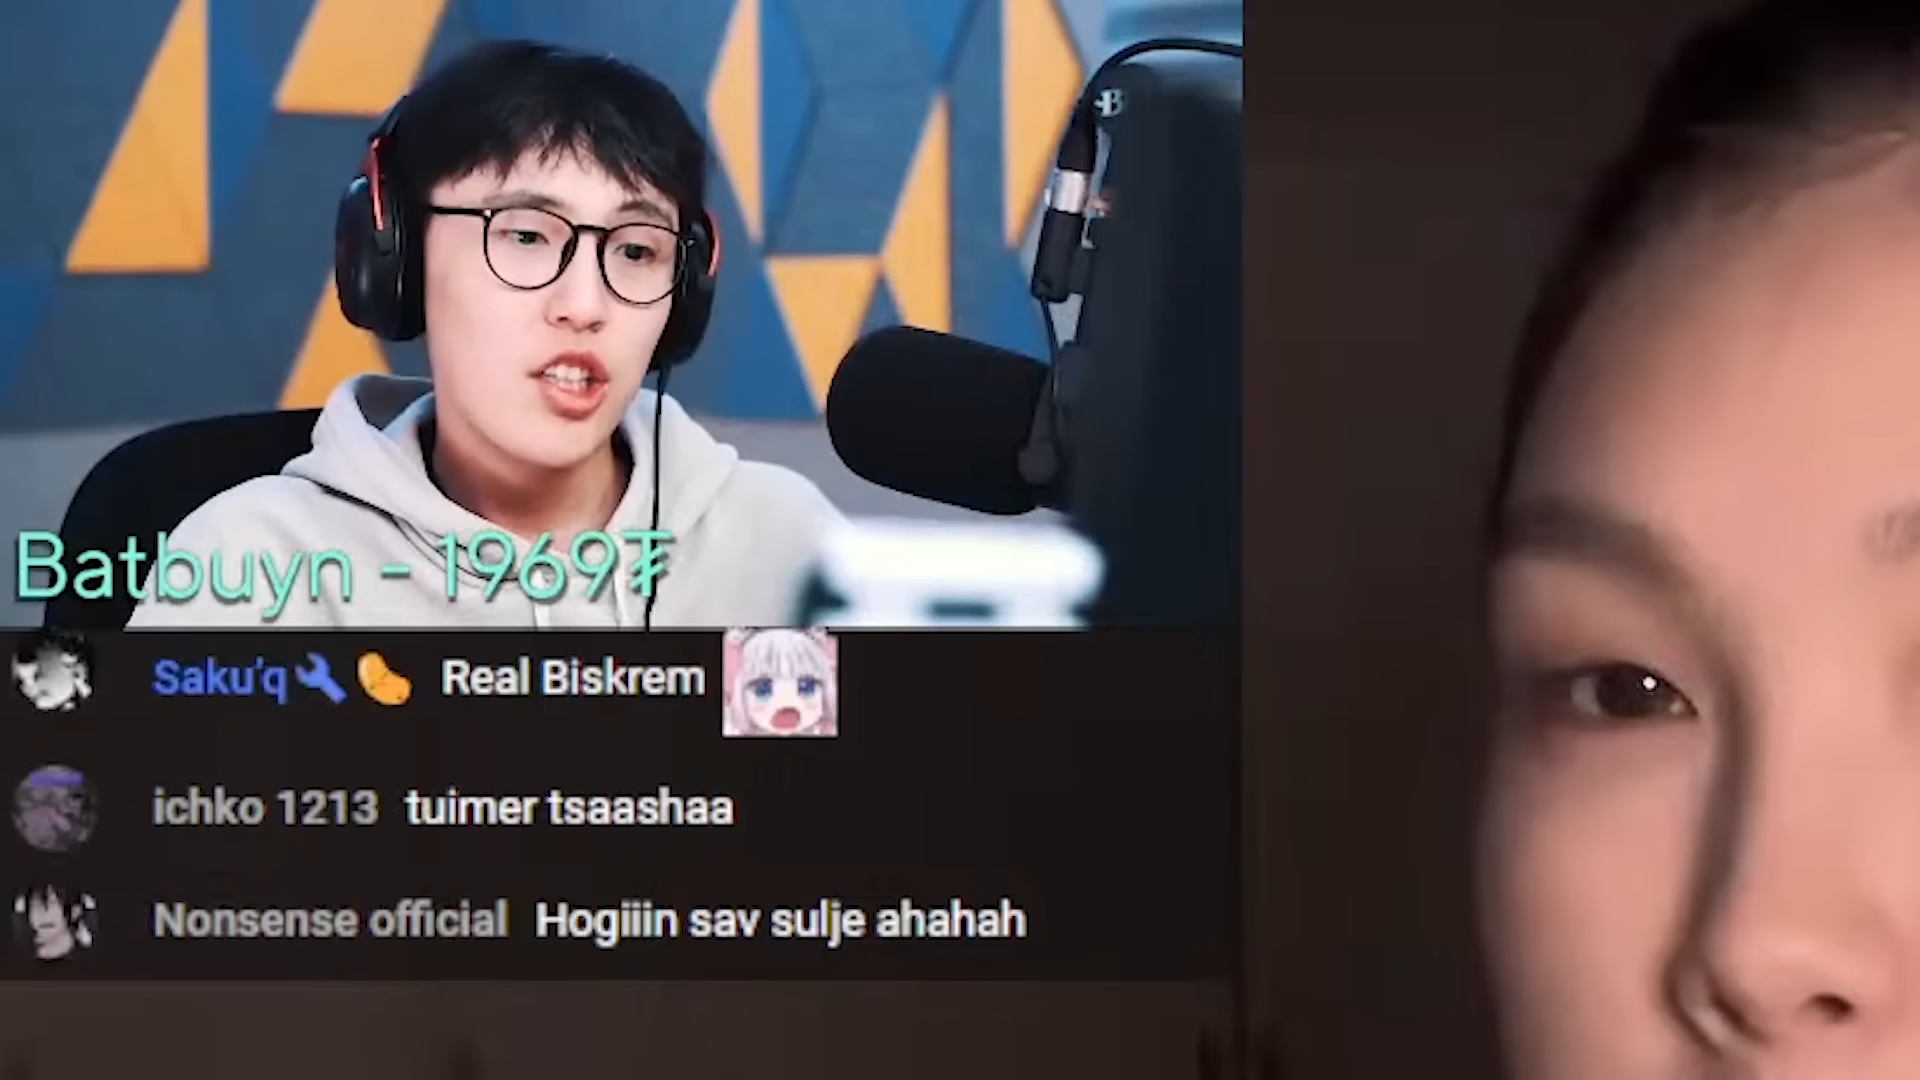 B
Batbuyn - 1969₮
Saku'q Real Biskrem
ichko 1213 tuimer tsaashaa
Nonsense official Hogiiin sav sulje ahahah